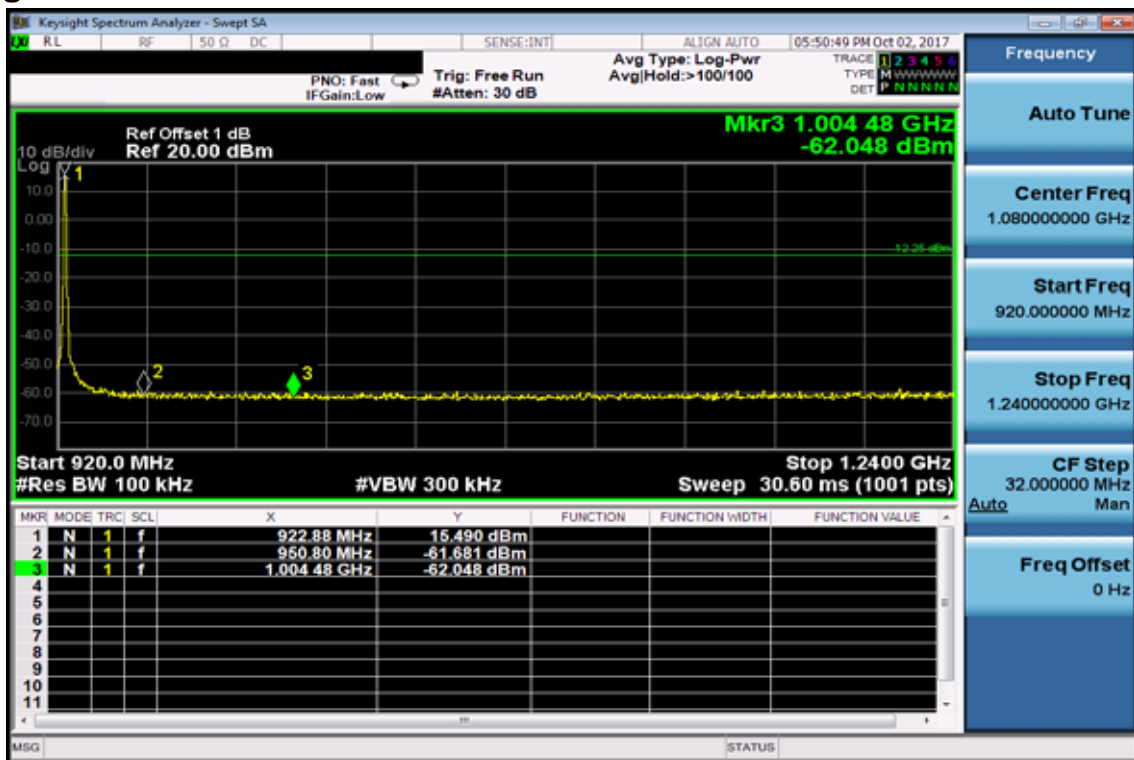 Keysight Spectrum Analyzer - Swept SA
RL RF 50 Ω DC SENSE:INT ALIGN AUTO 05:50:49 PM Oct 02, 2017
PNO: Fast Trig: Free Run Avg Type: Log-Pwr TRACE 1 2 3 4 5 6
IFGain:Low #Atten: 30 dB Avg|Hold:>100/100 TYPE M WWWWW
DET P N N N N N
Frequency
Mkr3 1.004 48 GHz
-62.048 dBm
Ref Offset 1 dB
10 dB/div Ref 20.00 dBm
Log
1
10.0
0.00
-10.0
-12.25 dBm
-20.0
-30.0
-40.0
-50.0
2
3
-60.0
-70.0
Start 920.0 MHz Stop 1.2400 GHz
#Res BW 100 kHz #VBW 300 kHz Sweep 30.60 ms (1001 pts)
MKR MODE TRC SCL X Y FUNCTION FUNCTION WIDTH FUNCTION VALUE
1 N 1 f 922.88 MHz 15.490 dBm
2 N 1 f 950.80 MHz -61.681 dBm
3 N 1 f 1.004 48 GHz -62.048 dBm
4
5
6
7
8
9
10
11
MSG STATUS
Auto Tune
Center Freq
1.080000000 GHz
Start Freq
920.000000 MHz
Stop Freq
1.240000000 GHz
CF Step
32.000000 MHz
Auto Man
Freq Offset
0 Hz